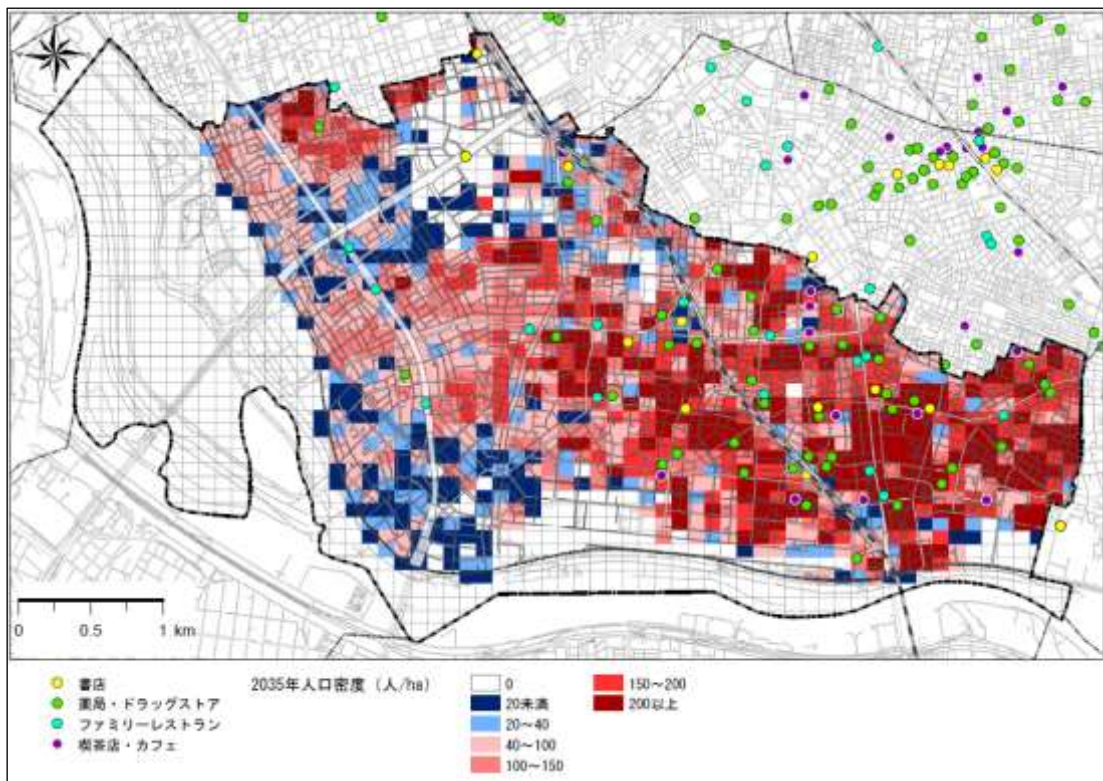 0 0.5 1 km
書店
薬局・ドラッグストア
ファミリーレストラン
喫茶店・カフェ
2035年人口密度（人/ha）
0
20未満
20～40
40～100
100～150
150～200
200以上